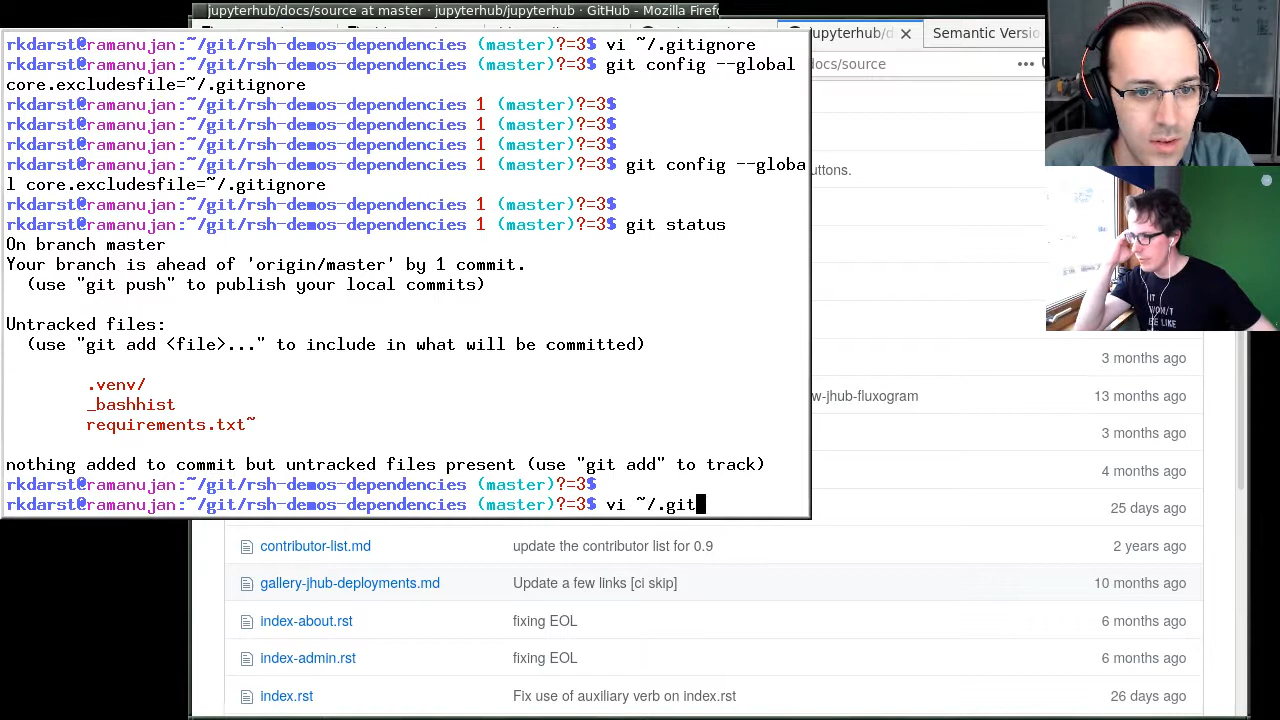 jupyterhub/docs/source at master · jupyterhub/jupyterhub · GitHub - Mozilla Firefo
jupyterhub/d
Semantic Versio
docs/source
rkdarst@ramanujan:~/git/rsh-demos-dependencies (master)?=3$ vi ~/.gitignore
rkdarst@ramanujan:~/git/rsh-demos-dependencies (master)?=3$ git config --global
core.excludesfile=~/.gitignore
rkdarst@ramanujan:~/git/rsh-demos-dependencies 1 (master)?=3$
rkdarst@ramanujan:~/git/rsh-demos-dependencies 1 (master)?=3$
rkdarst@ramanujan:~/git/rsh-demos-dependencies 1 (master)?=3$
rkdarst@ramanujan:~/git/rsh-demos-dependencies 1 (master)?=3$ git config --globa
l core.excludesfile=~/.gitignore
rkdarst@ramanujan:~/git/rsh-demos-dependencies 1 (master)?=3$
rkdarst@ramanujan:~/git/rsh-demos-dependencies 1 (master)?=3$ git status
On branch master
Your branch is ahead of 'origin/master' by 1 commit.
(use "git push" to publish your local commits)
Untracked files:
(use "git add <file>..." to include in what will be committed)
.venv/
_bashhist
requirements.txt~
nothing added to commit but untracked files present (use "git add" to track)
rkdarst@ramanujan:~/git/rsh-demos-dependencies (master)?=3$
rkdarst@ramanujan:~/git/rsh-demos-dependencies (master)?=3$ vi ~/.git
uttons.
3 months ago
w-jhub-fluxogram 13 months ago
3 months ago
4 months ago
25 days ago
contributor-list.md update the contributor list for 0.9 2 years ago
gallery-jhub-deployments.md Update a few links [ci skip] 10 months ago
index-about.rst fixing EOL 6 months ago
index-admin.rst fixing EOL 6 months ago
index.rst Fix use of auxiliary verb on index.rst 26 days ago